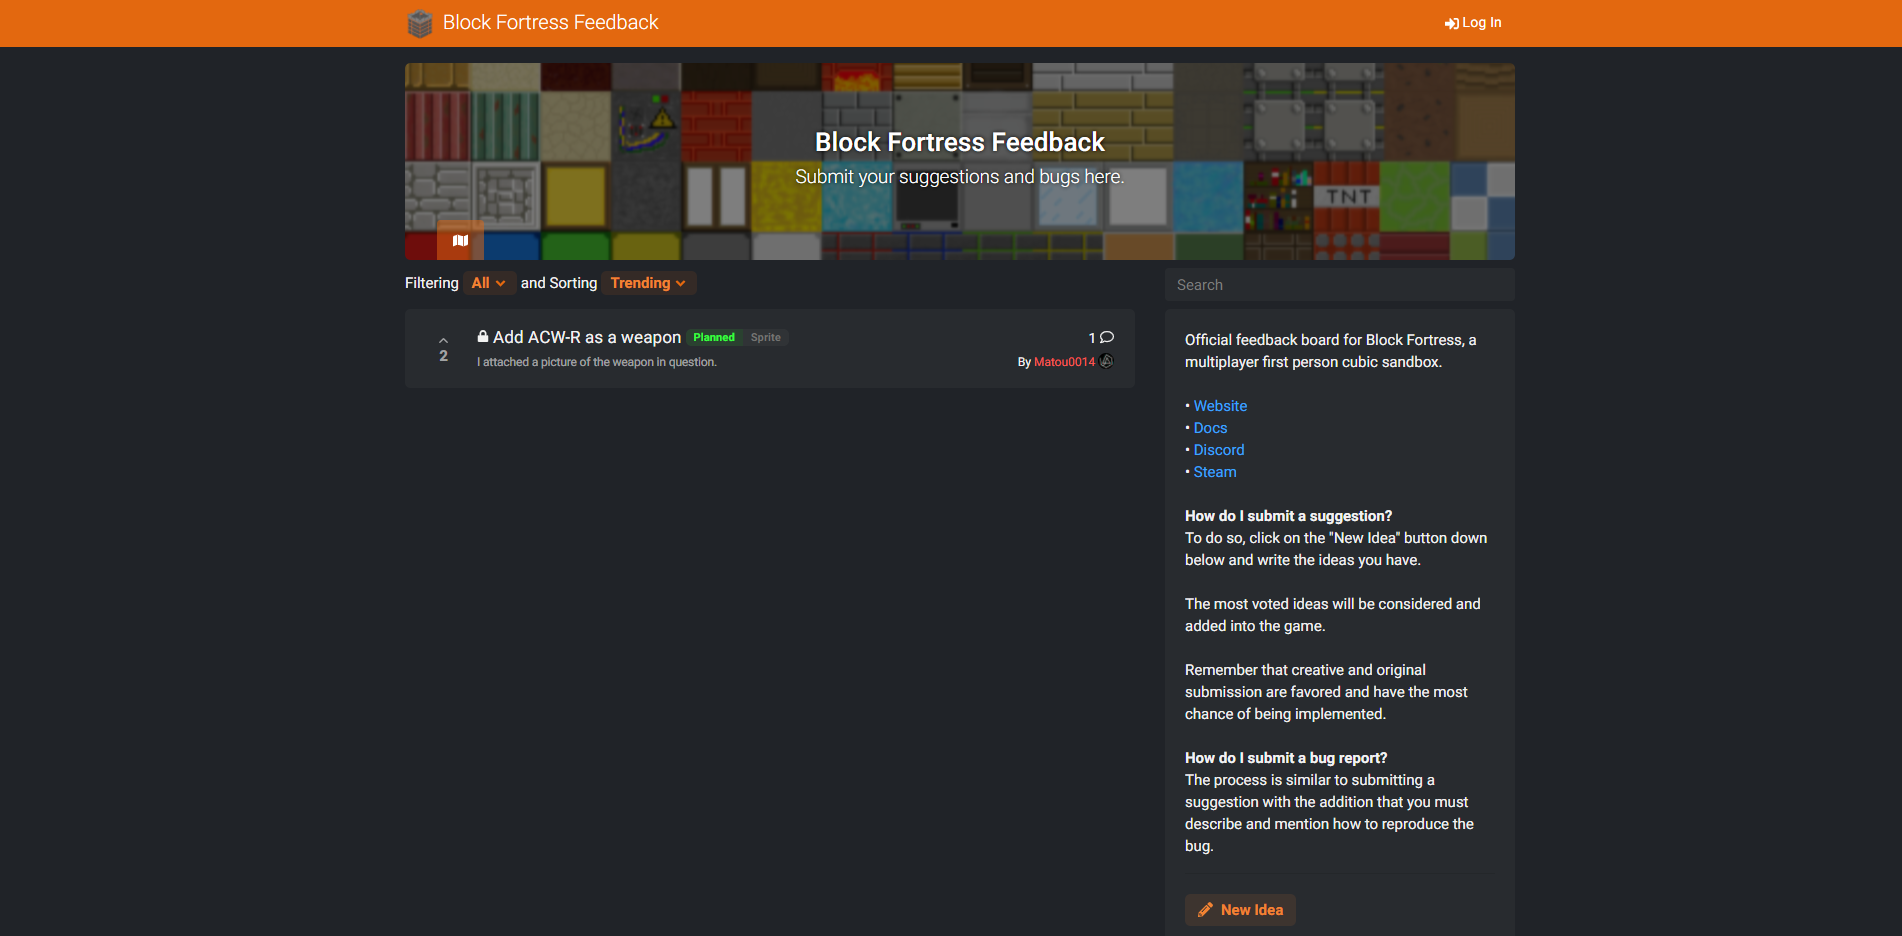 Block Fortress Feedback
Log In
Block Fortress Feedback
Submit your suggestions and bugs here.
TNT
Filtering All and Sorting Trending
Search
2
Add ACW-R as a weapon Planned Sprite
1
I attached a picture of the weapon in question.
By Matou0014
Official feedback board for Block Fortress, a
multiplayer first person cubic sandbox.
• Website
• Docs
• Discord
• Steam
How do I submit a suggestion?
To do so, click on the "New Idea" button down
below and write the ideas you have.
The most voted ideas will be considered and
added into the game.
Remember that creative and original
submission are favored and have the most
chance of being implemented.
How do I submit a bug report?
The process is similar to submitting a
suggestion with the addition that you must
describe and mention how to reproduce the
bug.
New Idea